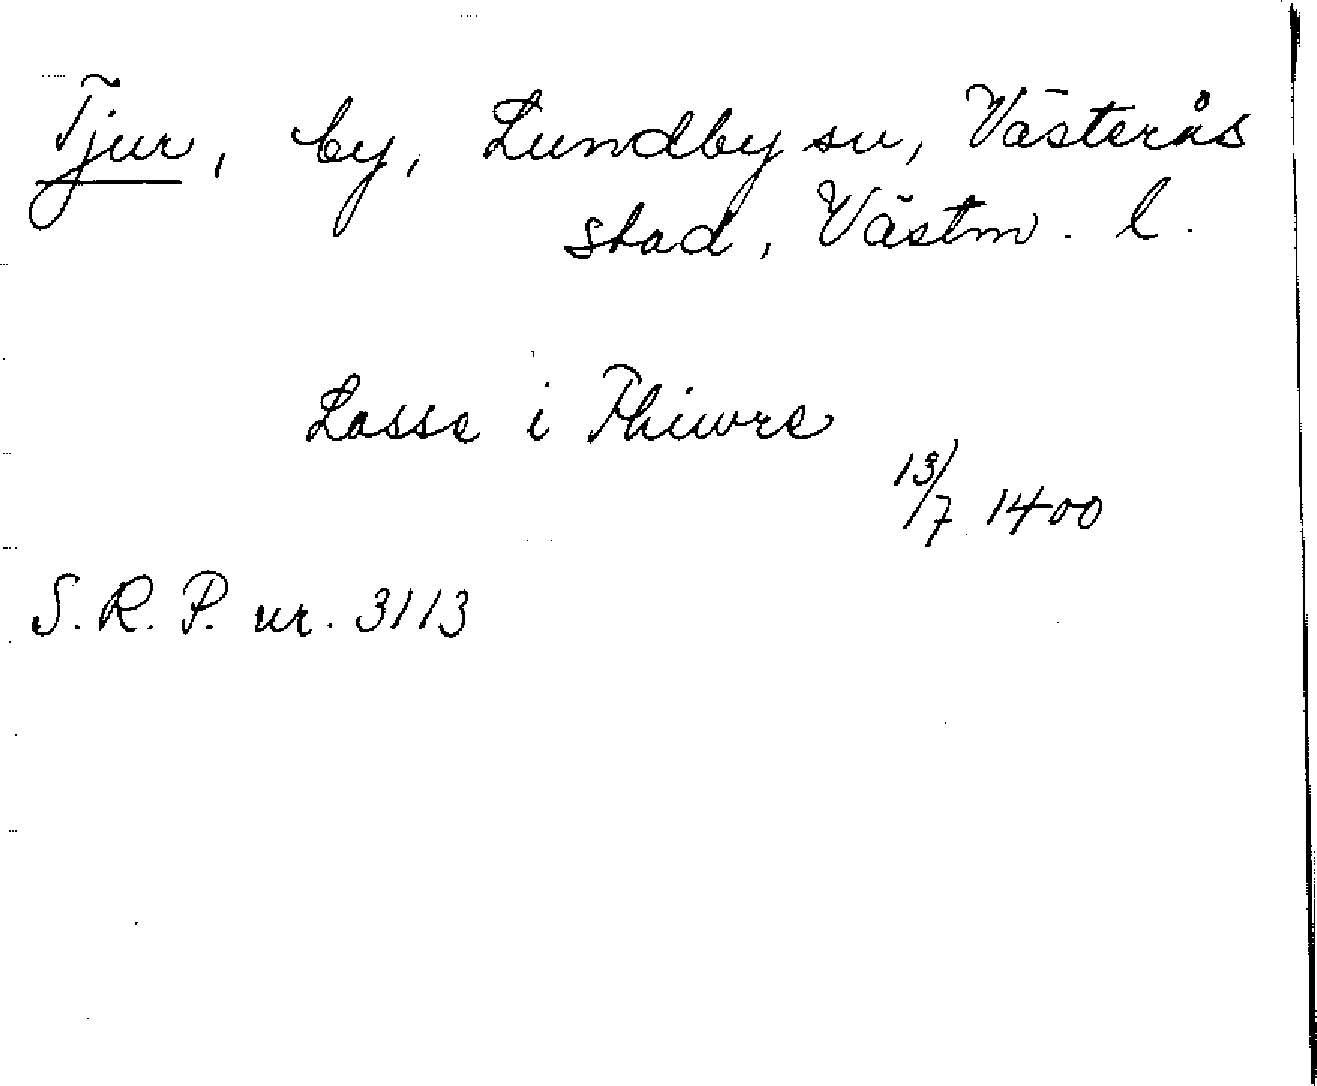 Tjur, by, Lundby sn, Västerås
stad, Västm. l.
Lasse i Thiwre
13/7 1400
S. R. P. nr. 3113